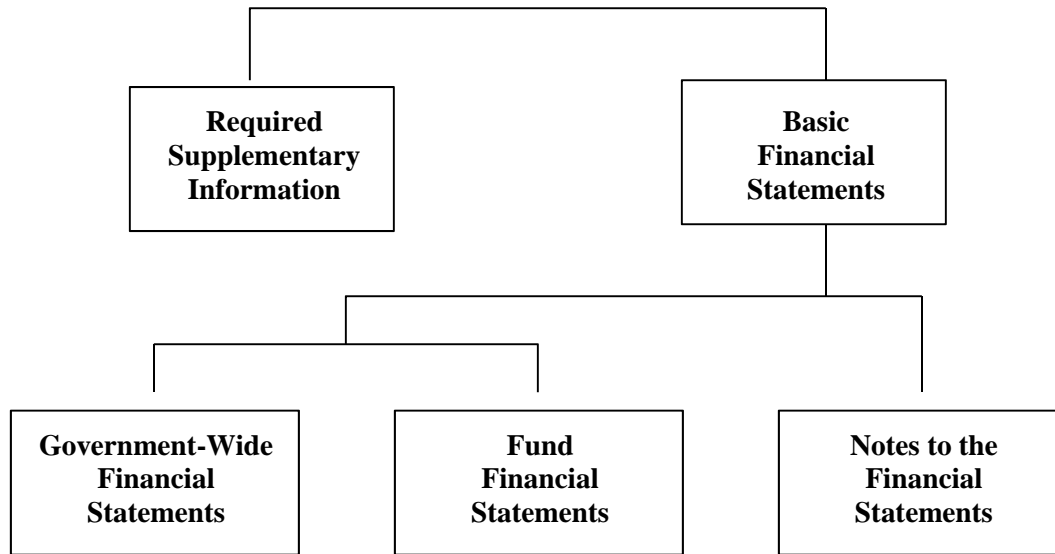 Required
Supplementary
Information
Basic
Financial
Statements
Government-Wide
Financial
Statements
Fund
Financial
Statements
Notes to the
Financial
Statements